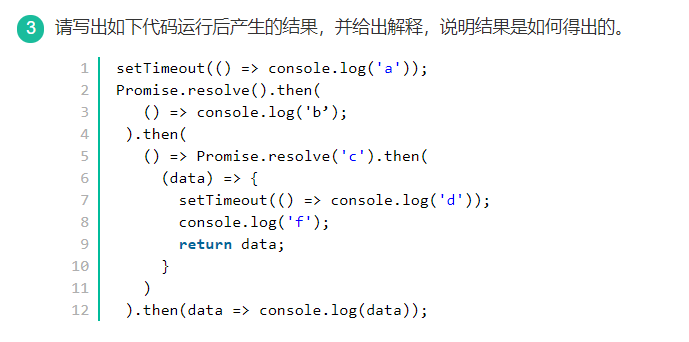 3 请写出如下代码运行后产生的结果，并给出解释，说明结果是如何得出的。
1 setTimeout(() => console.log('a'));
2 Promise.resolve().then(
3 () => console.log('b’);
4 ).then(
5 () => Promise.resolve('c').then(
6 (data) => {
7 setTimeout(() => console.log('d'));
8 console.log('f');
9 return data;
10 }
11 )
12 ).then(data => console.log(data));